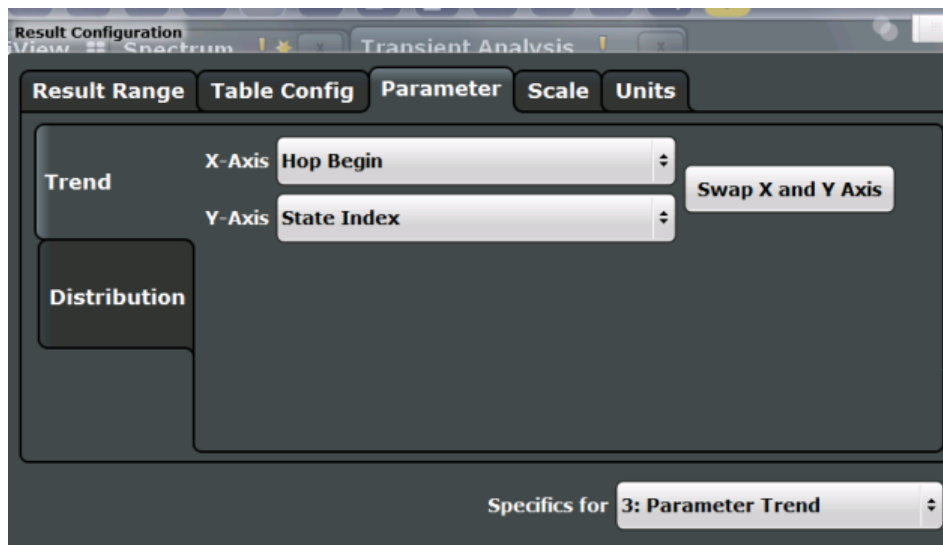 Result Configuration
View Spectrum ! x Transient Analysis ! x
Result Range Table Config Parameter Scale Units
Trend
X-Axis Hop Begin
Swap X and Y Axis
Y-Axis State Index
Distribution
Specifics for 3: Parameter Trend